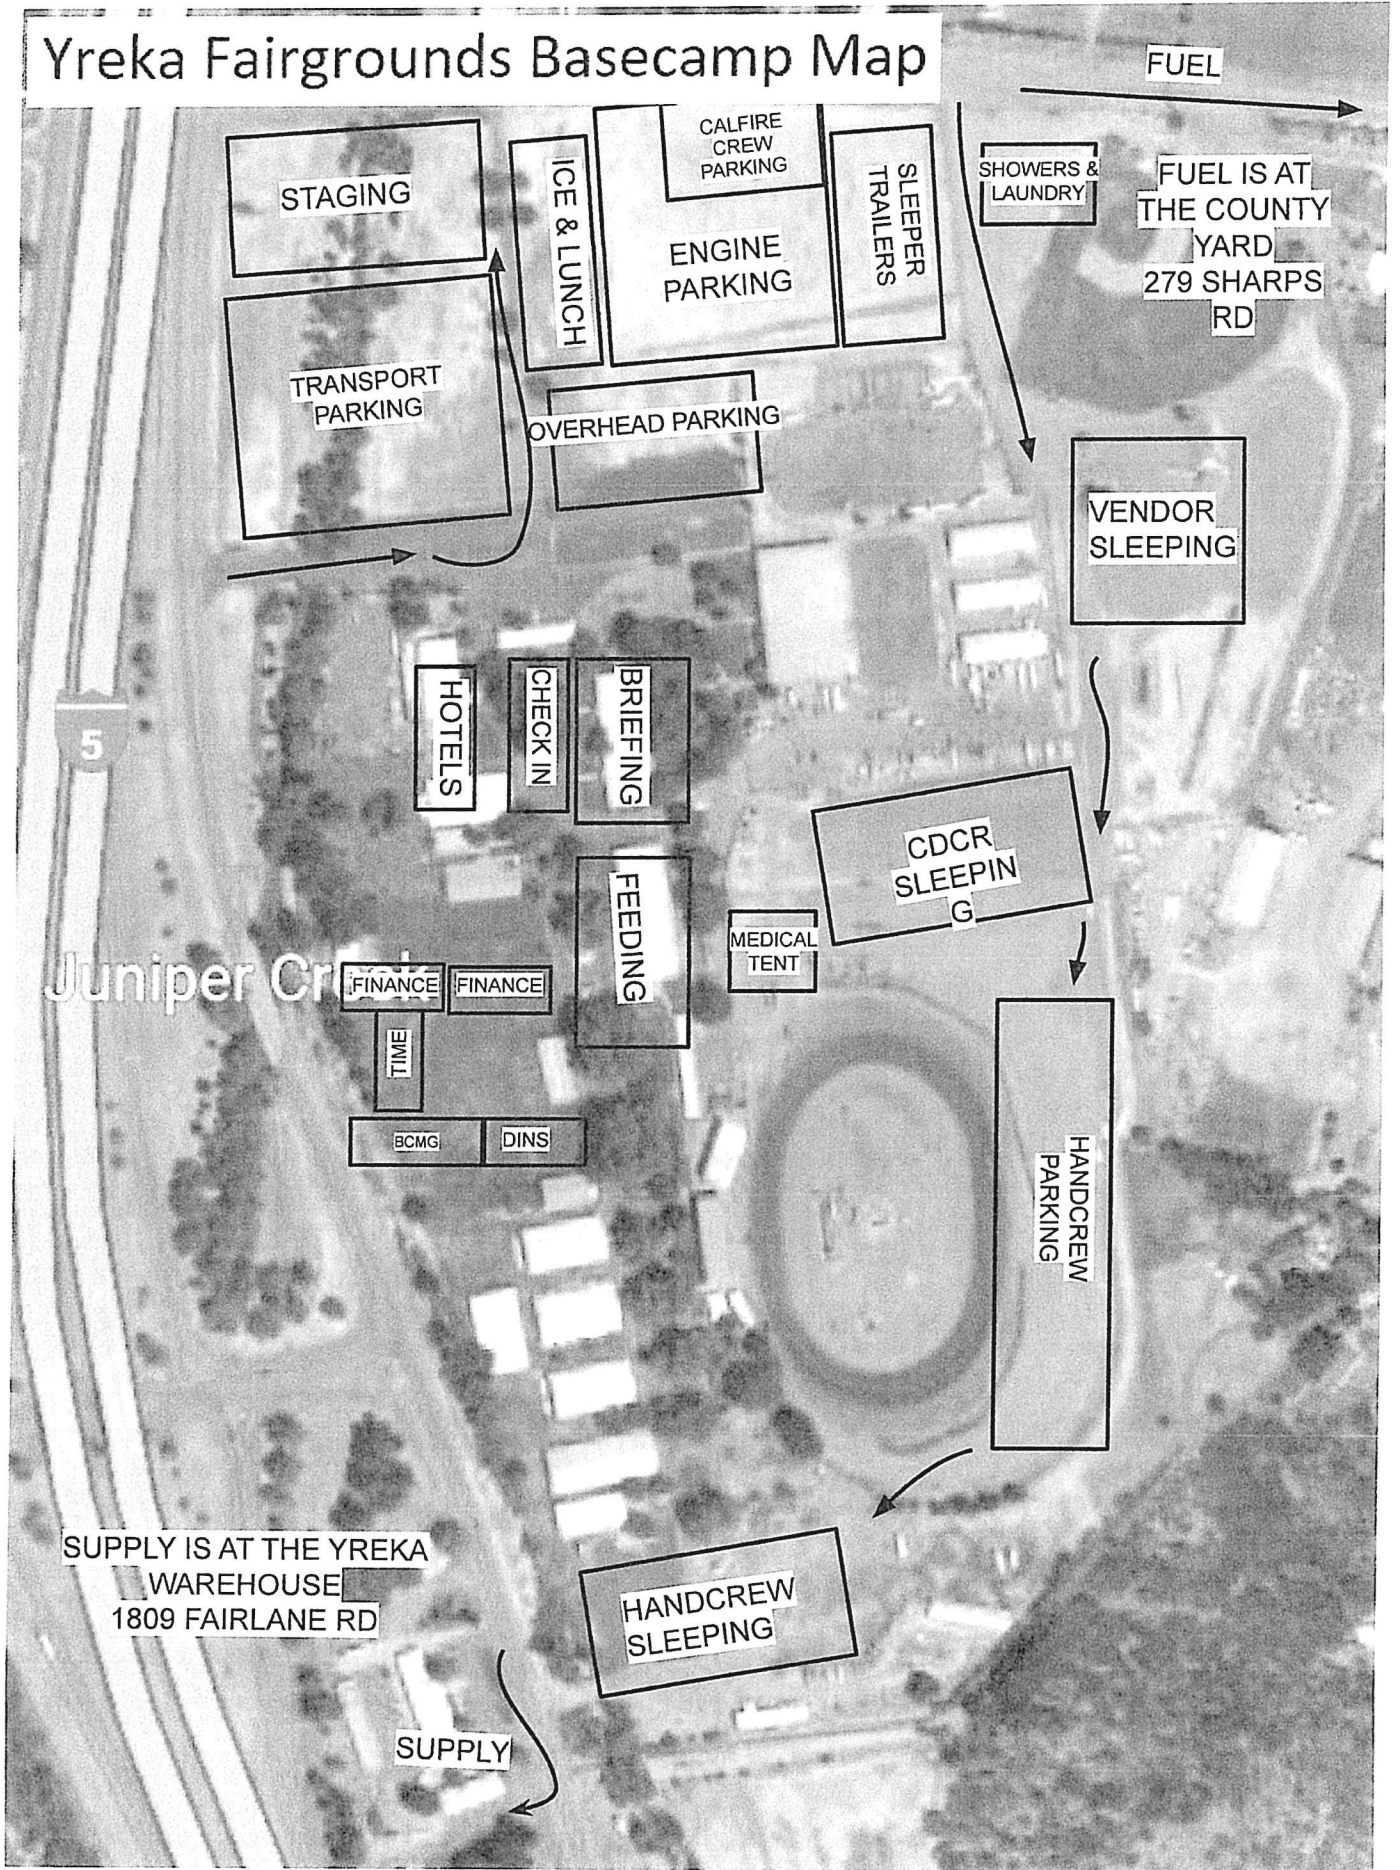 Yreka Fairgrounds Basecamp Map
FUEL
STAGING
ICE & LUNCH
CALFIRE
CREW
PARKING
ENGINE
PARKING
SLEEPER
TRAILERS
SHOWERS &
LAUNDRY
FUEL IS AT
THE COUNTY
YARD
279 SHARPS
RD
TRANSPORT
PARKING
OVERHEAD PARKING
VENDOR
SLEEPING
HOTELS
CHECK IN
BRIEFING
5
CDCR
SLEEPIN
G
FEEDING
MEDICAL
TENT
Juniper Creek
FINANCE
FINANCE
TIME
BCMG
DINS
HANDCREW
PARKING
SUPPLY IS AT THE YREKA
WAREHOUSE
1809 FAIRLANE RD
HANDCREW
SLEEPING
SUPPLY